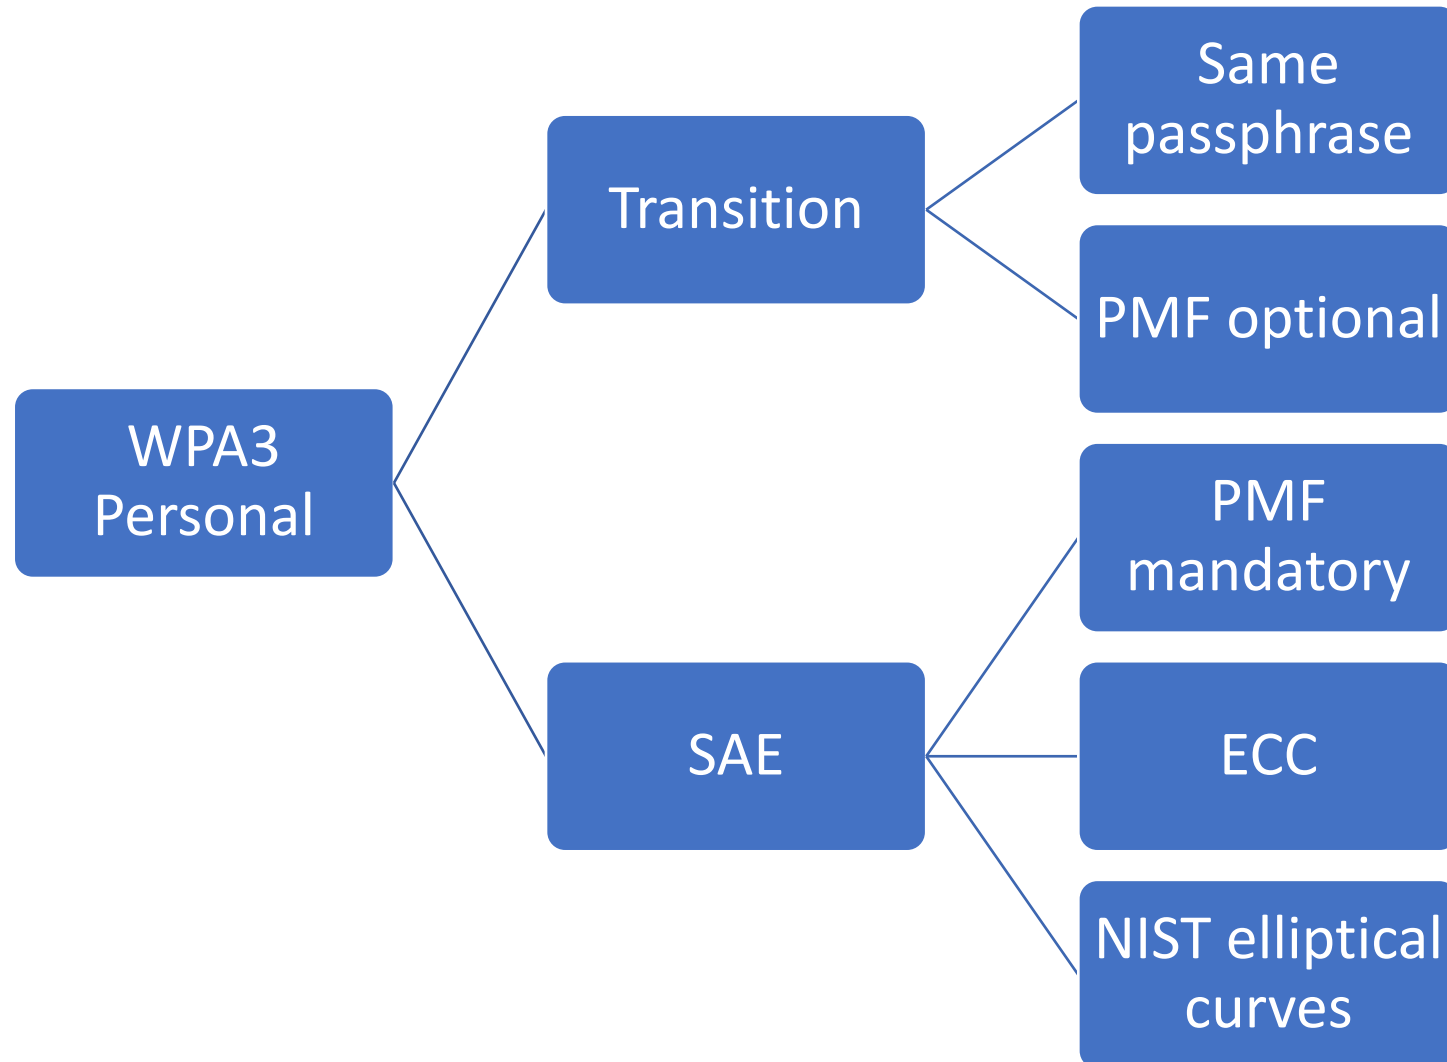 WPA3
Personal
Transition
Same
passphrase
PMF optional
SAE
PMF
mandatory
ECC
NIST elliptical
curves